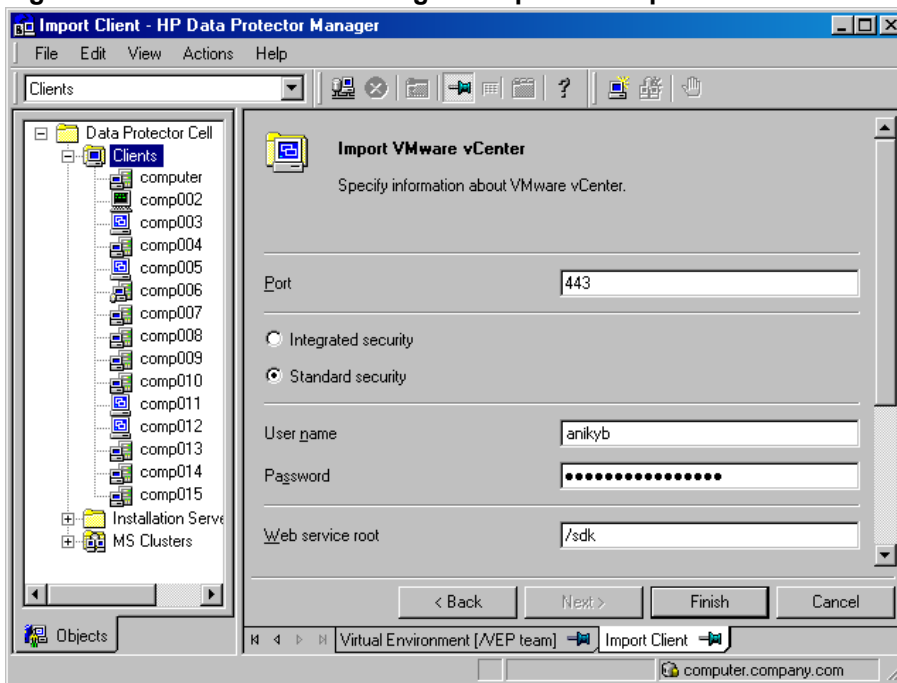 Import Client - HP Data Protector Manager
File Edit View Actions Help
Clients
Data Protector Cell
Clients
computer
comp002
comp003
comp004
comp005
comp006
comp007
comp008
comp009
comp010
comp011
comp012
comp013
comp014
comp015
Installation Serve
MS Clusters
Objects
Import VMware vCenter
Specify information about VMware vCenter.
Port 443
Integrated security
Standard security
User name anikyb
Password ●●●●●●●●●●●●●●●●
Web service root /sdk
< Back Next > Finish Cancel
Virtual Environment [/VEP team] Import Client
computer.company.com